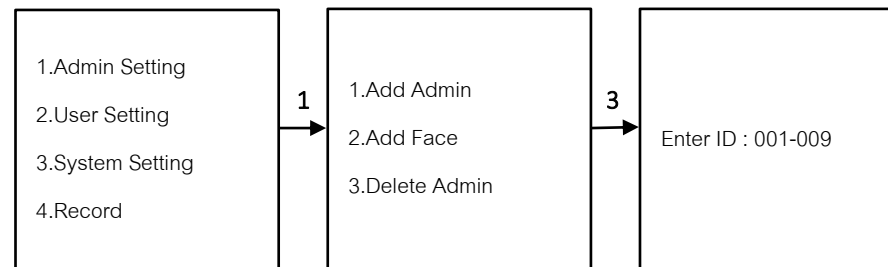 1.Admin Setting
2.User Setting
3.System Setting
4.Record
1
1.Add Admin
2.Add Face
3.Delete Admin
3
Enter ID : 001-009